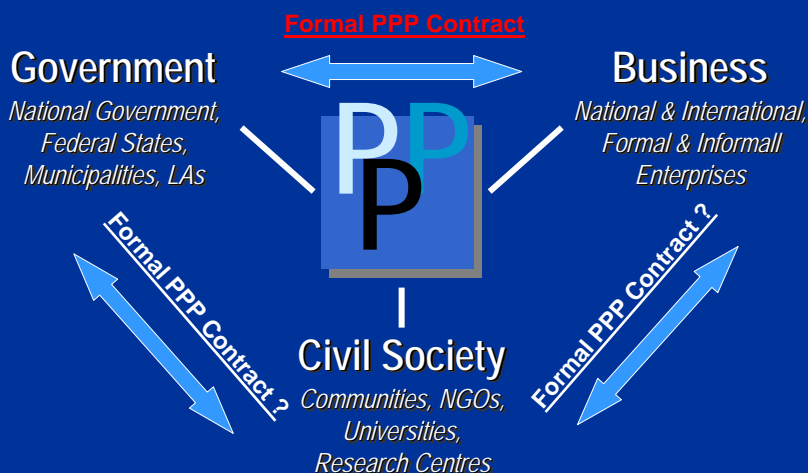 Formal PPP Contract
Government
National Government,
Federal States,
Municipalities, LAs
Business
National & International,
Formal & Informall
Enterprises
PP
P
Formal PPP Contract ?
Formal PPP Contract ?
Civil Society
Communities, NGOs,
Universities,
Research Centres